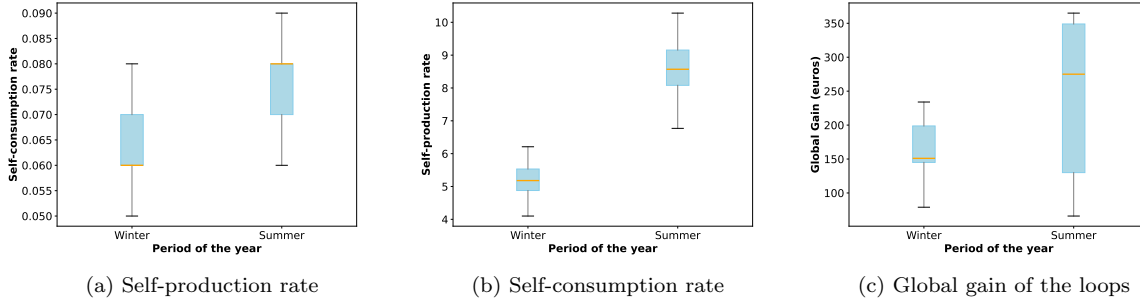 Self-consumption rate
0.090
0.085
0.080
0.075
0.070
0.065
0.060
0.055
0.050
Winter
Summer
Period of the year
(a) Self-production rate
Self-production rate
10
9
8
7
6
5
4
Winter
Summer
Period of the year
(b) Self-consumption rate
Global Gain (euros)
350
300
250
200
150
100
Winter
Summer
Period of the year
(c) Global gain of the loops